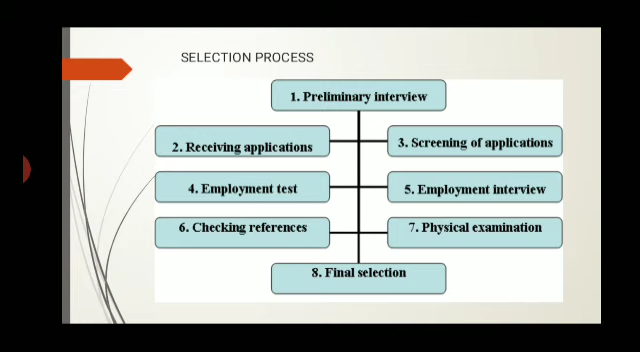 SELECTION PROCESS
1. Preliminary interview
2. Receiving applications
3. Screening of applications
4. Employment test
5. Employment interview
6. Checking references
7. Physical examination
8. Final selection